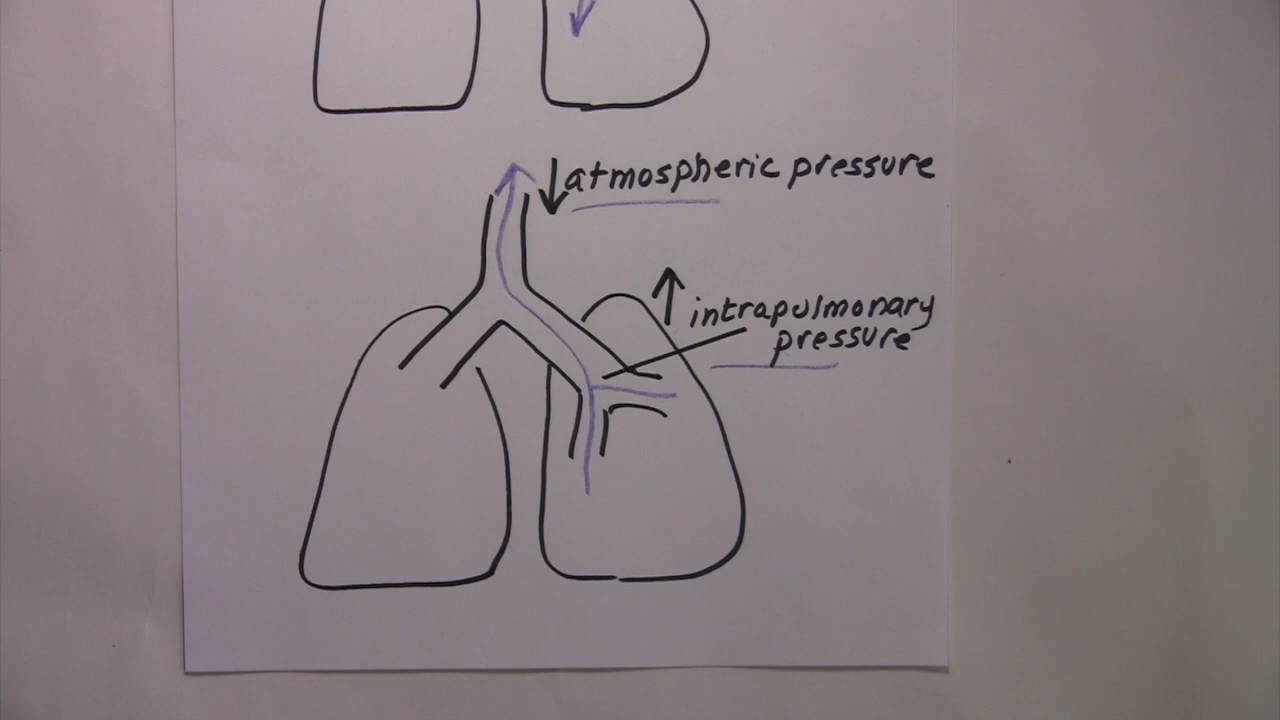 ↓atmospheric pressure
↑ intrapulmonary
pressure